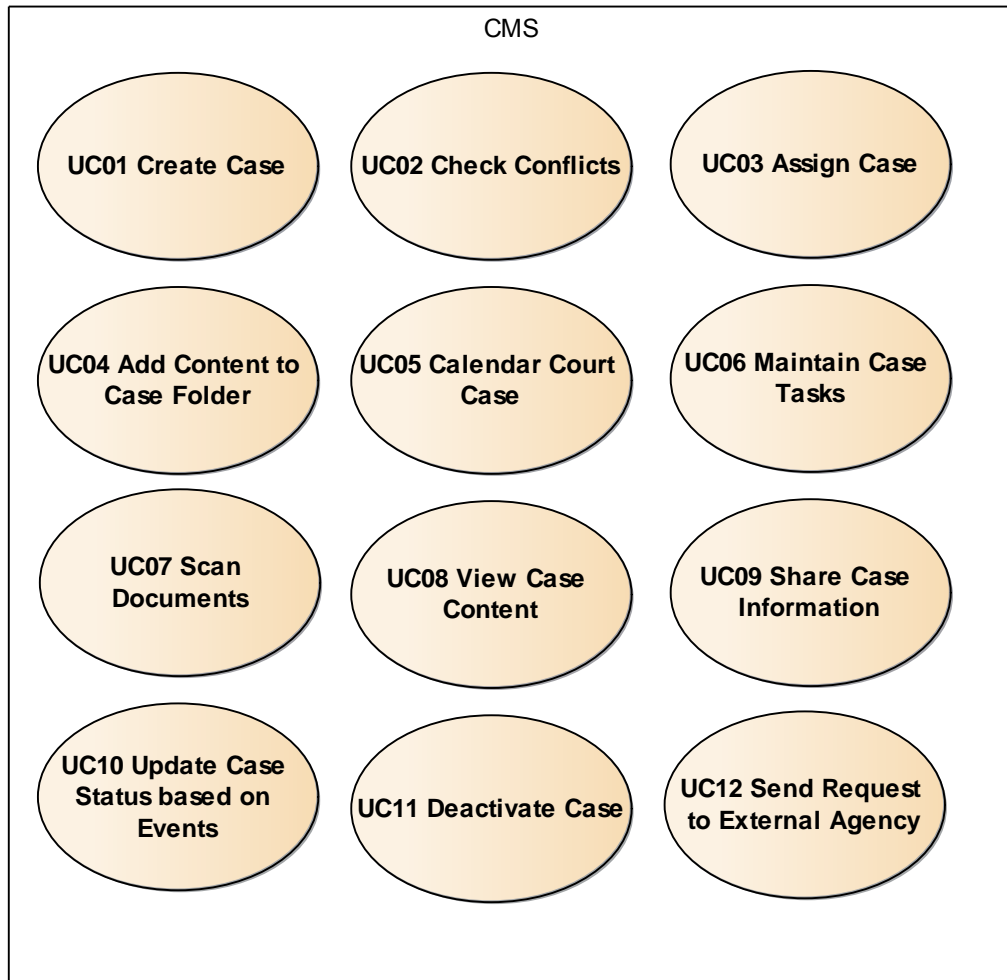 CMS
UC01 Create Case
UC02 Check Conflicts
UC03 Assign Case
UC04 Add Content to
Case Folder
UC05 Calendar Court
Case
UC06 Maintain Case
Tasks
UC07 Scan
Documents
UC08 View Case
Content
UC09 Share Case
Information
UC10 Update Case
Status based on
Events
UC11 Deactivate Case
UC12 Send Request
to External Agency